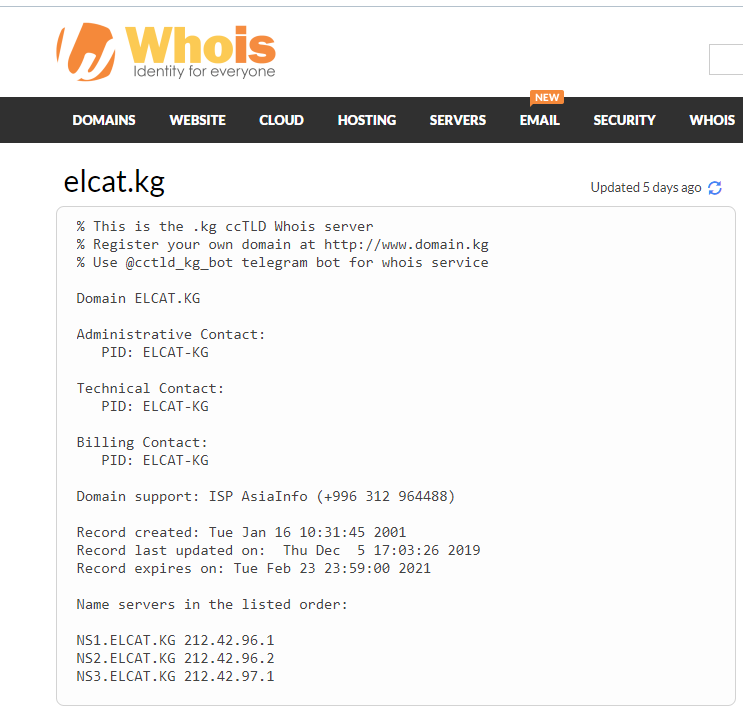 Whois
Identity for everyone
NEW
DOMAINS WEBSITE CLOUD HOSTING SERVERS EMAIL SECURITY WHOIS
elcat.kg
Updated 5 days ago
% This is the .kg ccTLD Whois server
% Register your own domain at http://www.domain.kg
% Use @cctld_kg_bot telegram bot for whois service
Domain ELCAT.KG
Administrative Contact:
PID: ELCAT-KG
Technical Contact:
PID: ELCAT-KG
Billing Contact:
PID: ELCAT-KG
Domain support: ISP AsiaInfo (+996 312 964488)
Record created: Tue Jan 16 10:31:45 2001
Record last updated on:  Thu Dec  5 17:03:26 2019
Record expires on: Tue Feb 23 23:59:00 2021
Name servers in the listed order:
NS1.ELCAT.KG 212.42.96.1
NS2.ELCAT.KG 212.42.96.2
NS3.ELCAT.KG 212.42.97.1